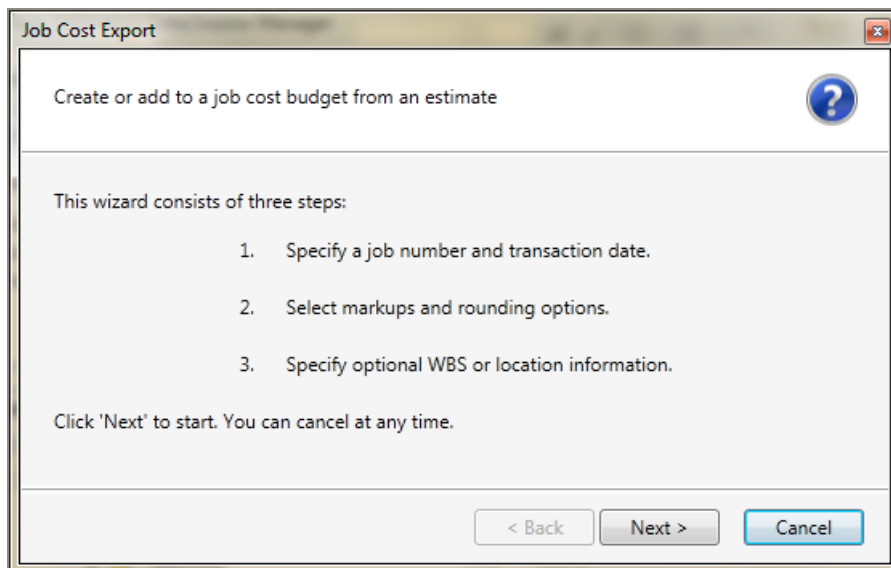 Job Cost Export
Create or add to a job cost budget from an estimate
?
This wizard consists of three steps:
1. Specify a job number and transaction date.
2. Select markups and rounding options.
3. Specify optional WBS or location information.
Click 'Next' to start. You can cancel at any time.
< Back Next > Cancel